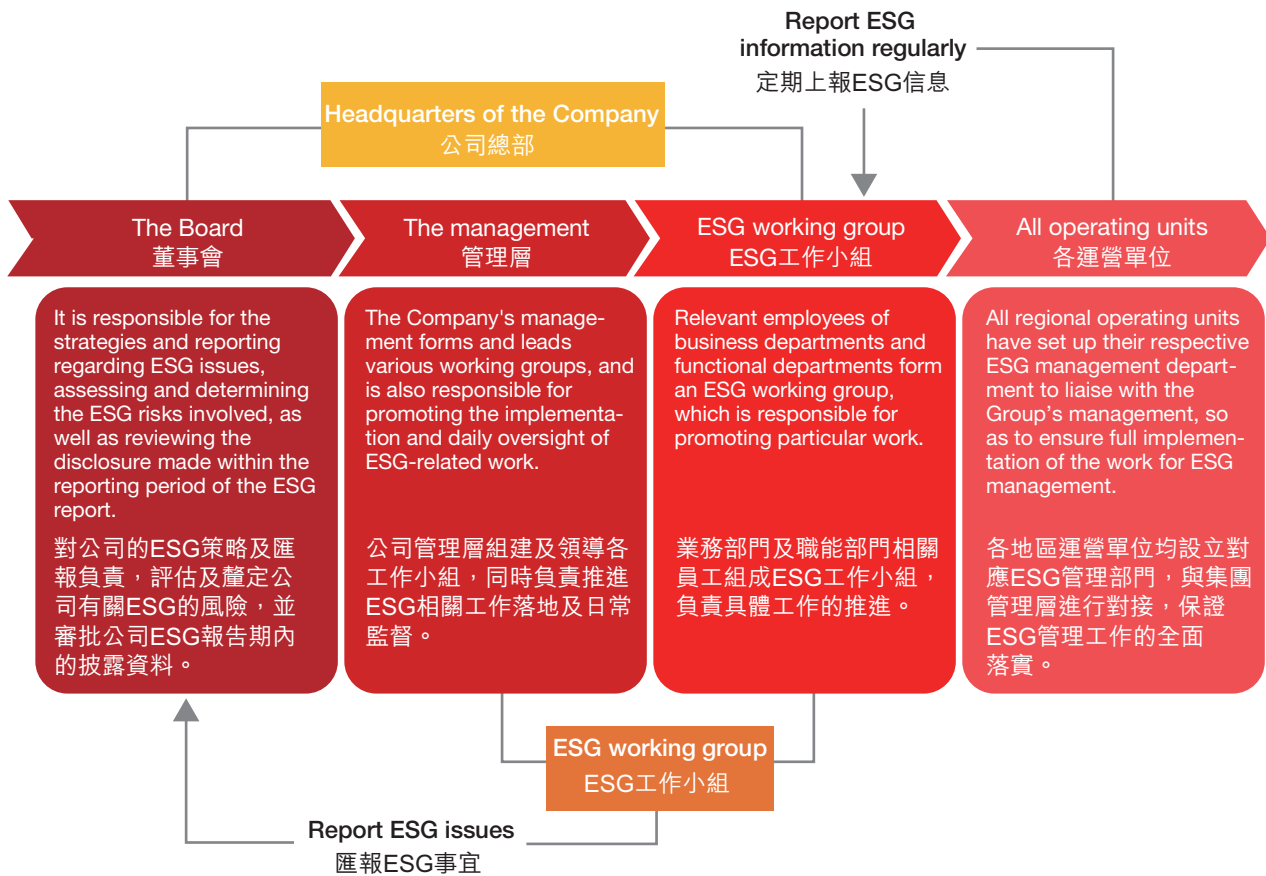 Report ESG
information regularly
定期上報ESG信息
Headquarters of the Company
公司總部
The Board
董事會
The management
管理層
ESG working group
ESG工作小組
All operating units
各運營單位
It is responsible for the
strategies and reporting
regarding ESG issues,
assessing and determining
the ESG risks involved, as
well as reviewing the
disclosure made within the
reporting period of the ESG
report.
對公司的ESG策略及匯
報負責，評估及釐定公
司有關ESG的風險，並
審批公司ESG報告期內
的披露資料。
The Company's manage-
ment forms and leads
various working groups, and
is also responsible for
promoting the implementa-
tion and daily oversight of
ESG-related work.
公司管理層組建及領導各
工作小組，同時負責推進
ESG相關工作落地及日常
監督。
Relevant employees of
business departments and
functional departments form
an ESG working group,
which is responsible for
promoting particular work.
業務部門及職能部門相關
員工組成ESG工作小組，
負責具體工作的推進。
All regional operating units
have set up their respective
ESG management depart-
ment to liaise with the
Group's management, so
as to ensure full implemen-
tation of the work for ESG
management.
各地區運營單位均設立對
應ESG管理部門，與集團
管理層進行對接，保證
ESG管理工作的全面
落實。
ESG working group
ESG工作小組
Report ESG issues
匯報ESG事宜